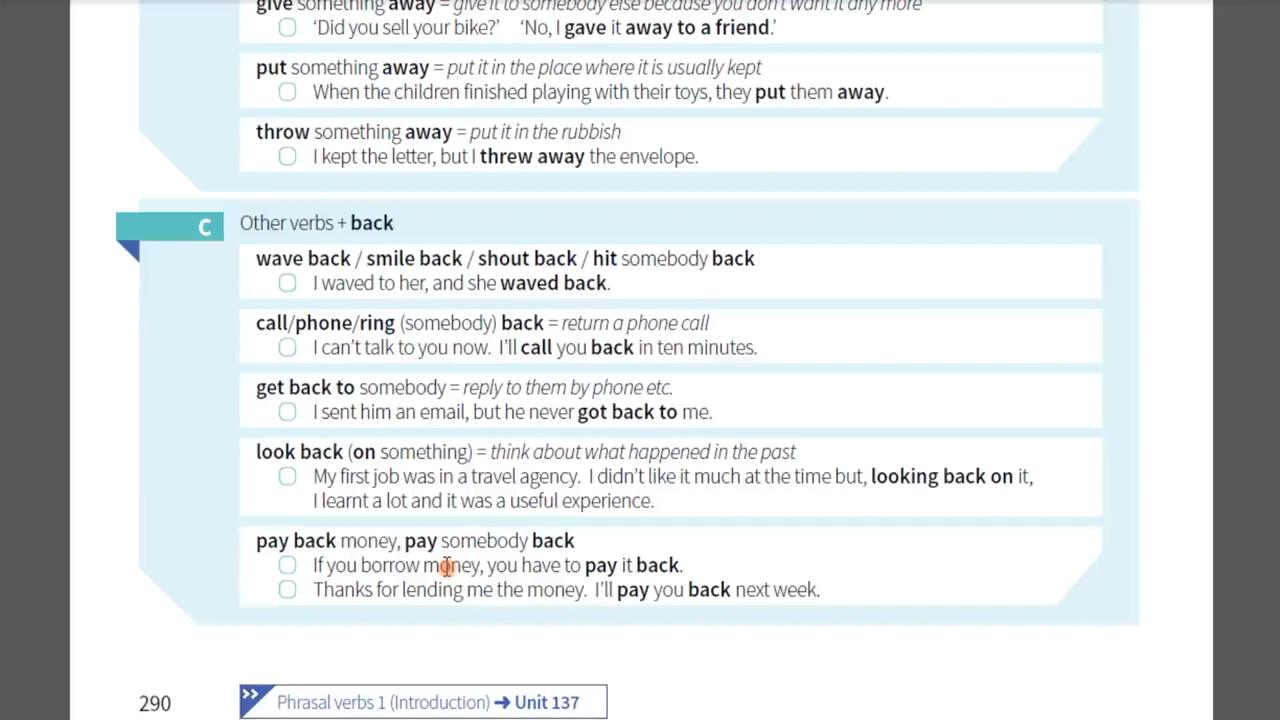 give something away = give it to somebody else because you don't want it any more
‘Did you sell your bike?’ ‘No, I gave it away to a friend.’
put something away = put it in the place where it is usually kept
When the children finished playing with their toys, they put them away.
throw something away = put it in the rubbish
I kept the letter, but I threw away the envelope.
C Other verbs + back
wave back / smile back / shout back / hit somebody back
I waved to her, and she waved back.
call/phone/ring (somebody) back = return a phone call
I can't talk to you now. I'll call you back in ten minutes.
get back to somebody = reply to them by phone etc.
I sent him an email, but he never got back to me.
look back (on something) = think about what happened in the past
My first job was in a travel agency. I didn't like it much at the time but, looking back on it,
I learnt a lot and it was a useful experience.
pay back money, pay somebody back
If you borrow money, you have to pay it back.
Thanks for lending me the money. I'll pay you back next week.
290 Phrasal verbs 1 (Introduction) ➜ Unit 137